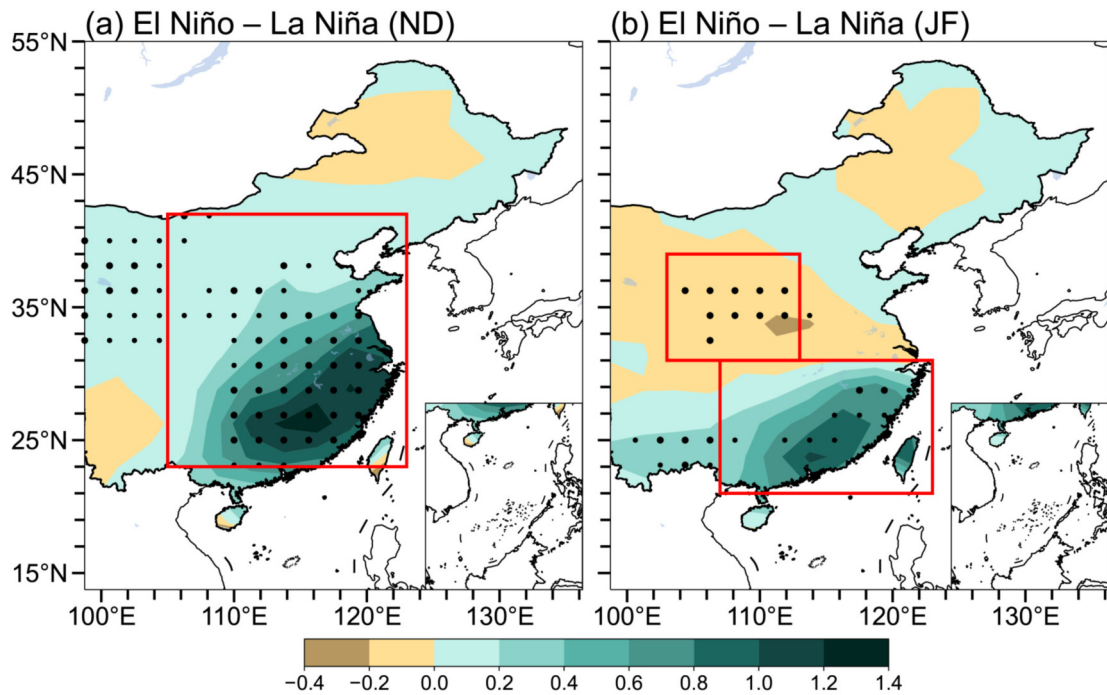 (a) El Niño – La Niña (ND)
(b) El Niño – La Niña (JF)
55°N
45°N
35°N
25°N
15°N
100°E 110°E 120°E 130°E
100°E 110°E 120°E 130°E
−0.4 −0.2 0.0 0.2 0.4 0.6 0.8 1.0 1.2 1.4